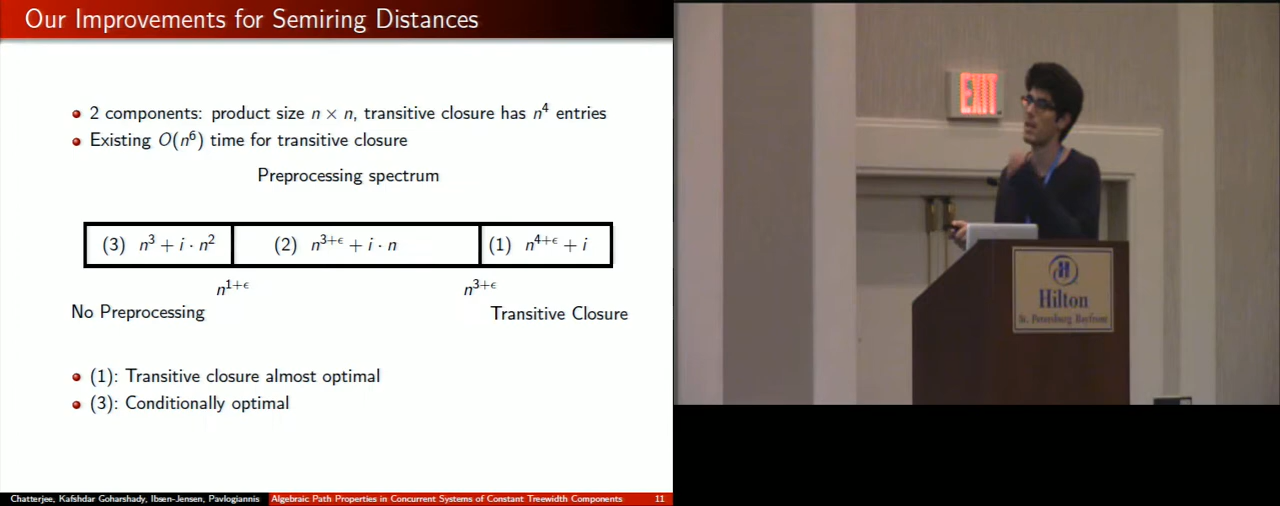 Our Improvements for Semiring Distances
2 components: product size n × n, transitive closure has n⁴ entries
Existing O(n⁶) time for transitive closure
Preprocessing spectrum
(3) n³ + i · n²
(2) n³⁺ᵋ + i · n
(1) n⁴⁺ᵋ + i
n¹⁺ᵋ
n³⁺ᵋ
No Preprocessing
Transitive Closure
(1): Transitive closure almost optimal
(3): Conditionally optimal
Chatterjee, Kafshdar Goharshady, Ibsen-Jensen, Pavlogiannis
Algebraic Path Properties in Concurrent Systems of Constant Treewidth Components
11
EXIT
H
Hilton
St. Petersburg Bayfront